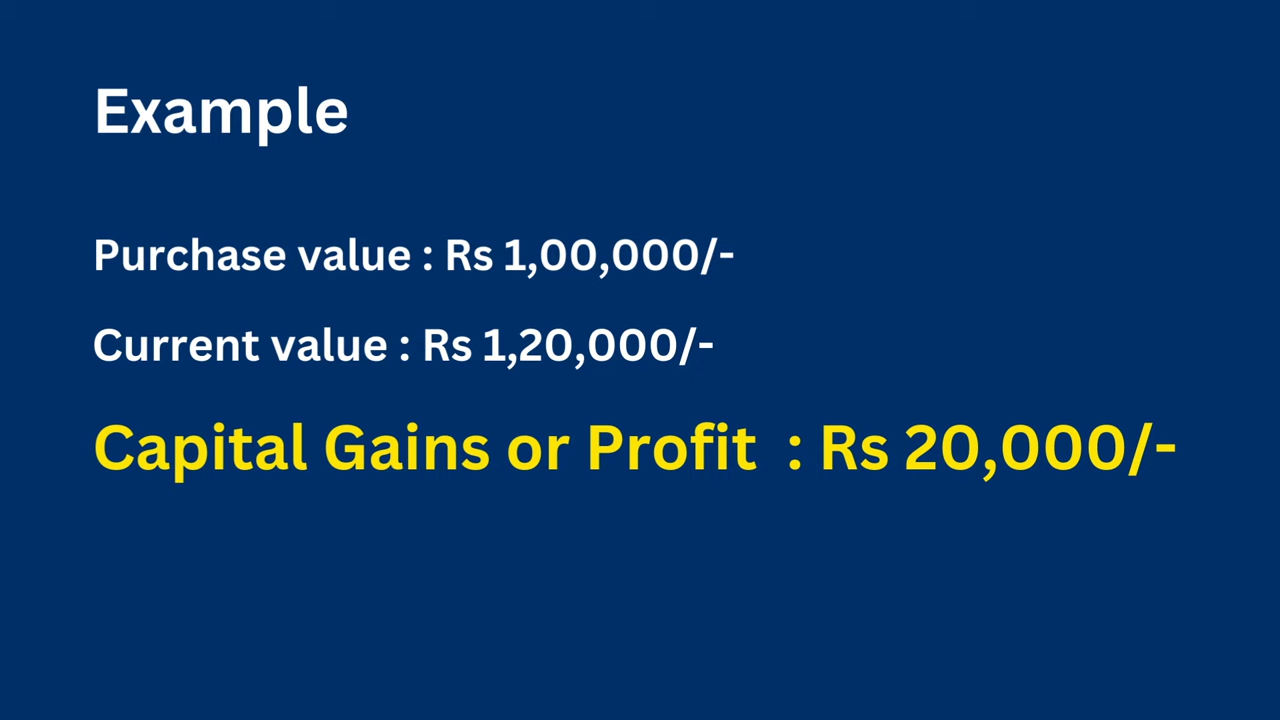 Example
Purchase value : Rs 1,00,000/-
Current value : Rs 1,20,000/-
Capital Gains or Profit : Rs 20,000/-